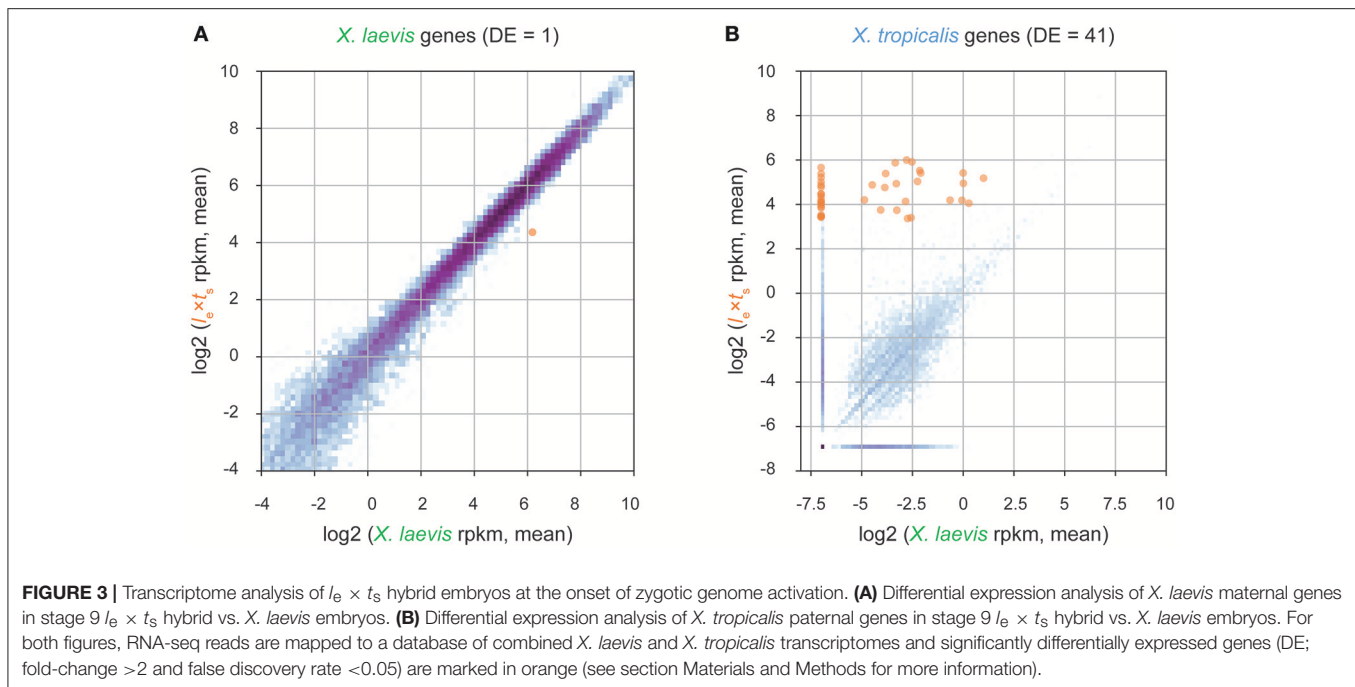 A X. laevis genes (DE = 1)
10
8
6
4
2
0
-2
-4
log2 (lₑ×tₛ rpkm, mean)
-4 -2 0 2 4 6 8 10
log2 (X. laevis rpkm, mean)
B X. tropicalis genes (DE = 41)
10
8
6
4
2
0
-2
-4
-6
-8
log2 (lₑ×tₛ rpkm, mean)
-7.5 -5 -2.5 0 2.5 5 7.5 10
log2 (X. laevis rpkm, mean)
FIGURE 3 | Transcriptome analysis of lₑ × tₛ hybrid embryos at the onset of zygotic genome activation. (A) Differential expression analysis of X. laevis maternal genes
in stage 9 lₑ × tₛ hybrid vs. X. laevis embryos. (B) Differential expression analysis of X. tropicalis paternal genes in stage 9 lₑ × tₛ hybrid vs. X. laevis embryos. For
both figures, RNA-seq reads are mapped to a database of combined X. laevis and X. tropicalis transcriptomes and significantly differentially expressed genes (DE;
fold-change >2 and false discovery rate <0.05) are marked in orange (see section Materials and Methods for more information).